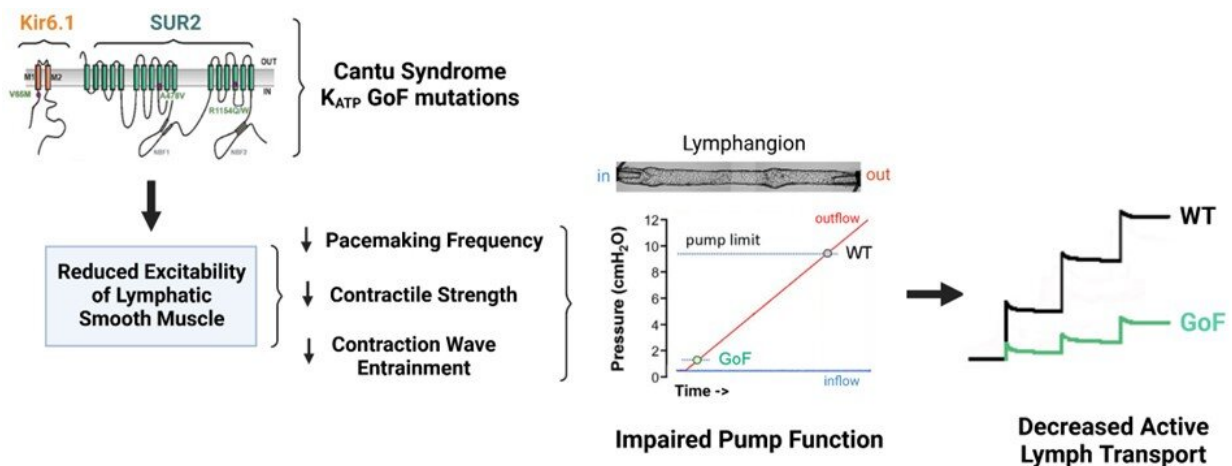 Kir6.1
SUR2
OUT
IN
M1
M2
V65M
A478V
R1154Q/W
NBF1
NBF2
Cantu Syndrome
KATP GoF mutations
Reduced Excitability
of Lymphatic
Smooth Muscle
Pacemaking Frequency
Contractile Strength
Contraction Wave
Entrainment
Lymphangion
in
out
Pressure (cmH₂O)
12
10
8
6
4
2
0
outflow
pump limit
WT
GoF
inflow
Time ->
Impaired Pump Function
WT
GoF
Decreased Active
Lymph Transport